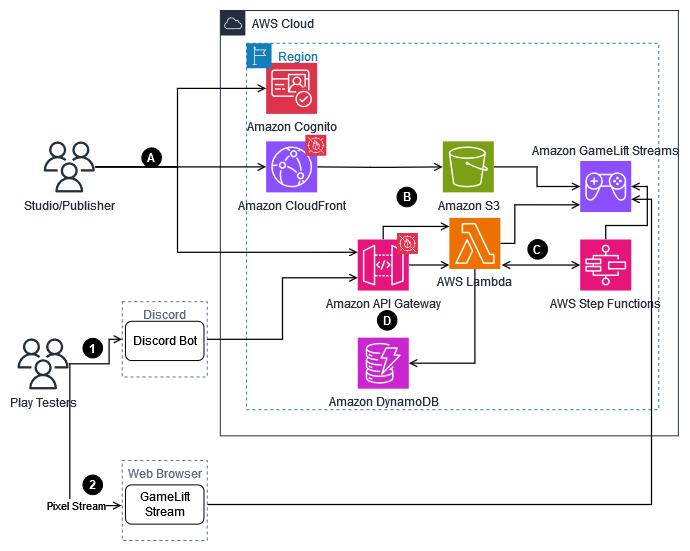 AWS Cloud
Region
Amazon Cognito
A
Studio/Publisher
Amazon CloudFront
Amazon S3
Amazon GameLift Streams
B
C
Amazon API Gateway
AWS Lambda
AWS Step Functions
D
Discord
Discord Bot
1
Play Testers
Amazon DynamoDB
Web Browser
2
GameLift
Stream
Pixel Stream